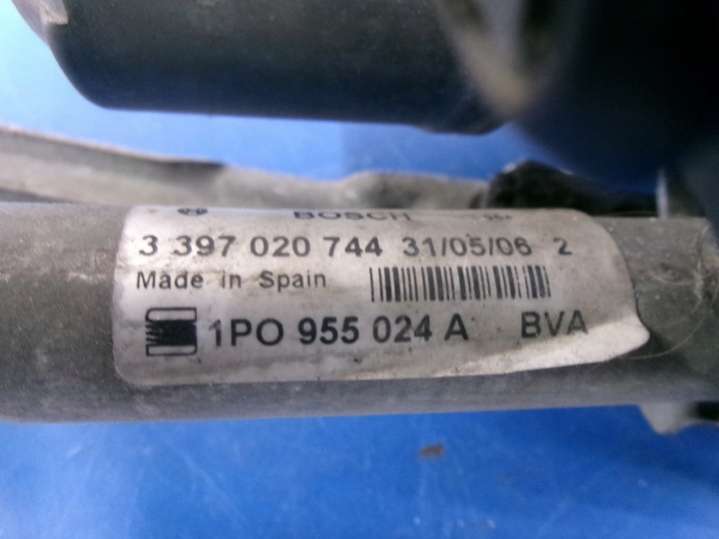 BOSCH
3 397 020 744 31/05/06 2
Made in Spain
1PO 955 024 A BVA